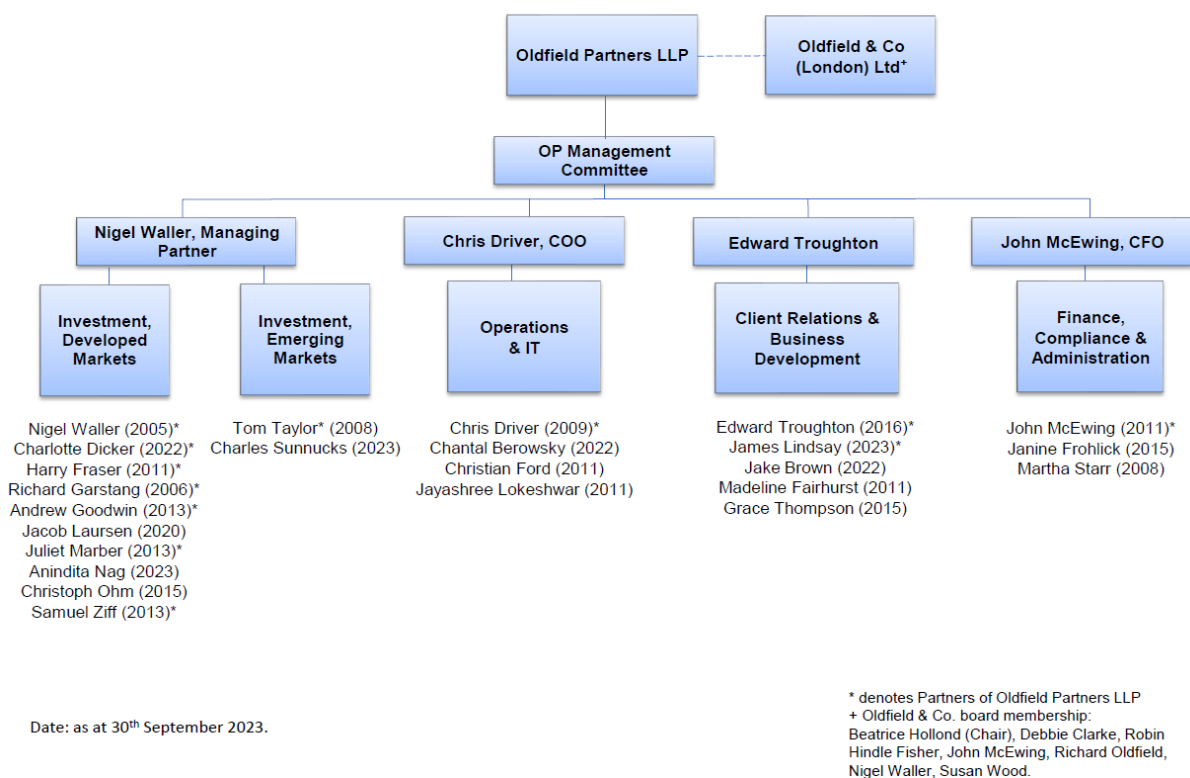 Oldfield Partners LLP
Oldfield & Co
(London) Ltd+
OP Management
Committee
Nigel Waller, Managing
Partner
Chris Driver, COO
Edward Troughton
John McEwing, CFO
Investment,
Developed
Markets
Investment,
Emerging
Markets
Operations
& IT
Client Relations &
Business
Development
Finance,
Compliance &
Administration
Nigel Waller (2005)*
Charlotte Dicker (2022)*
Harry Fraser (2011)*
Richard Garstang (2006)*
Andrew Goodwin (2013)*
Jacob Laursen (2020)
Juliet Marber (2013)*
Anindita Nag (2023)
Christoph Ohm (2015)
Samuel Ziff (2013)*
Tom Taylor* (2008)
Charles Sunnucks (2023)
Chris Driver (2009)*
Chantal Berowsky (2022)
Christian Ford (2011)
Jayashree Lokeshwar (2011)
Edward Troughton (2016)*
James Lindsay (2023)*
Jake Brown (2022)
Madeline Fairhurst (2011)
Grace Thompson (2015)
John McEwing (2011)*
Janine Frohlick (2015)
Martha Starr (2008)
Date: as at 30th September 2023.
* denotes Partners of Oldfield Partners LLP
+ Oldfield & Co. board membership:
Beatrice Hollond (Chair), Debbie Clarke, Robin
Hindle Fisher, John McEwing, Richard Oldfield,
Nigel Waller, Susan Wood.